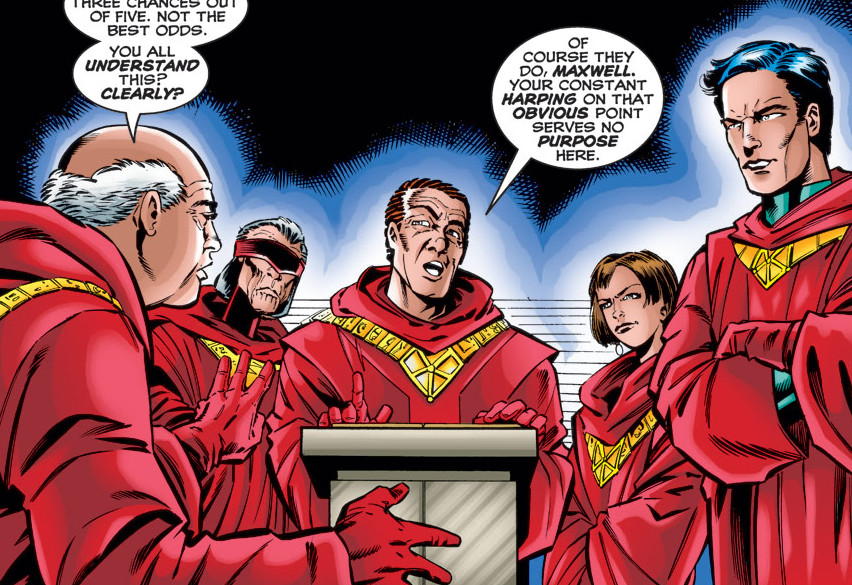 THREE CHANCES OUT
OF FIVE. NOT THE
BEST ODDS.
YOU ALL
UNDERSTAND
THIS?
CLEARLY?
OF
COURSE THEY
DO, MAXWELL.
YOUR CONSTANT
HARPING ON THAT
OBVIOUS POINT
SERVES NO
PURPOSE
HERE.